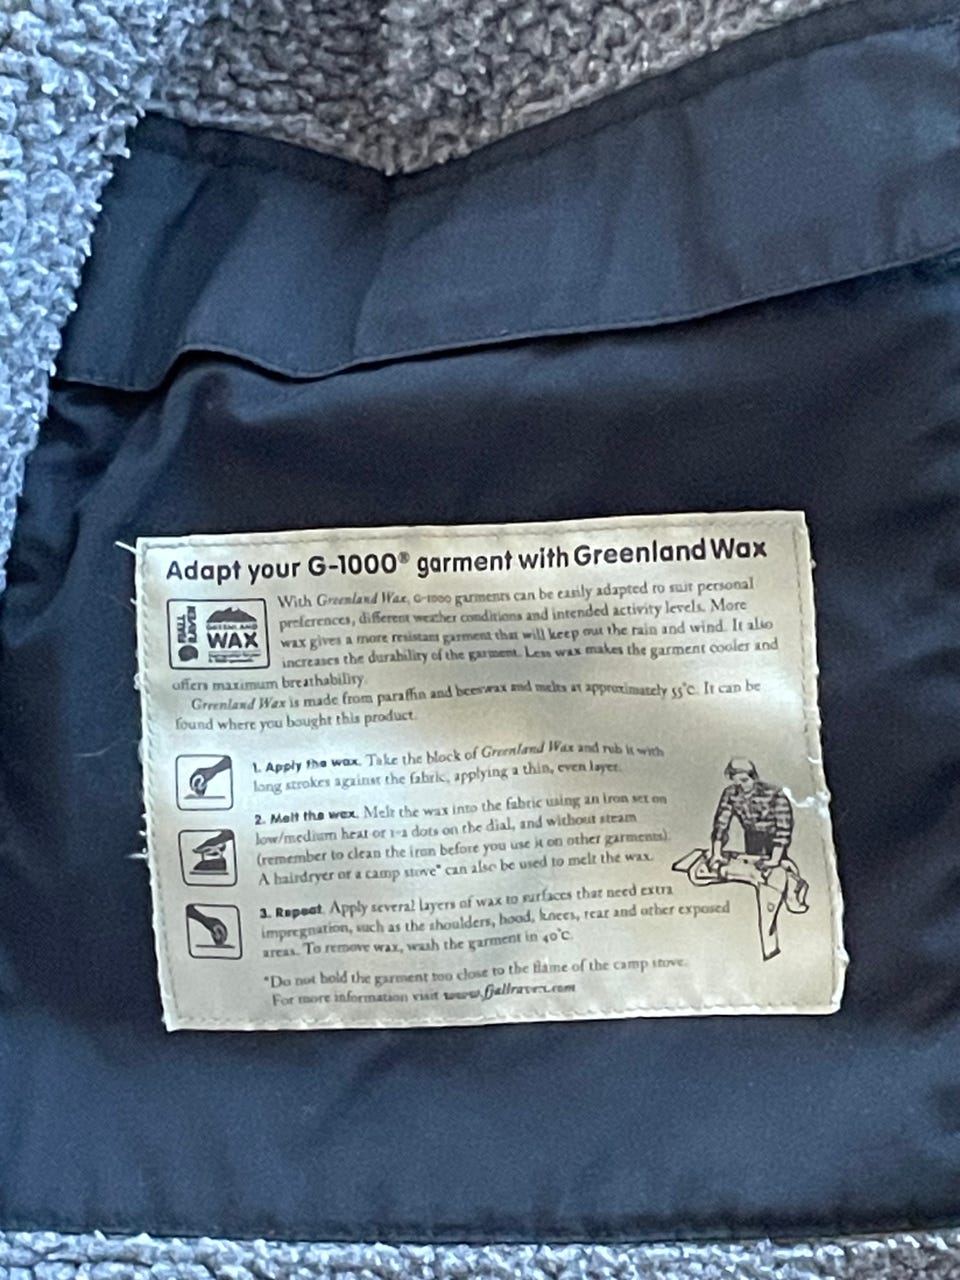 Adapt your G-1000® garment with Greenland Wax
FJALL
RAVEN
GREENLAND
WAX
With Greenland Wax, G-1000 garments can be easily adapted to suit personal
preferences, different weather conditions and intended activity levels. More
wax gives a more resistant garment that will keep out the rain and wind. It also
increases the durability of the garment. Less wax makes the garment cooler and
offers maximum breathability.
Greenland Wax is made from paraffin and beeswax and melts at approximately 55°C. It can be
found where you bought this product.
1. Apply the wax. Take the block of Greenland Wax and rub it with
long strokes against the fabric, applying a thin, even layer.
2. Melt the wax. Melt the wax into the fabric using an iron set on
low/medium heat or 1-2 dots on the dial, and without steam
(remember to clean the iron before you use it on other garments).
A hairdryer or a camp stove* can also be used to melt the wax.
3. Repeat. Apply several layers of wax to surfaces that need extra
impregnation, such as the shoulders, hood, knees, rear and other exposed
areas. To remove wax, wash the garment in 40°C.
*Do not hold the garment too close to the flame of the camp stove.
For more information visit www.fjallraven.com